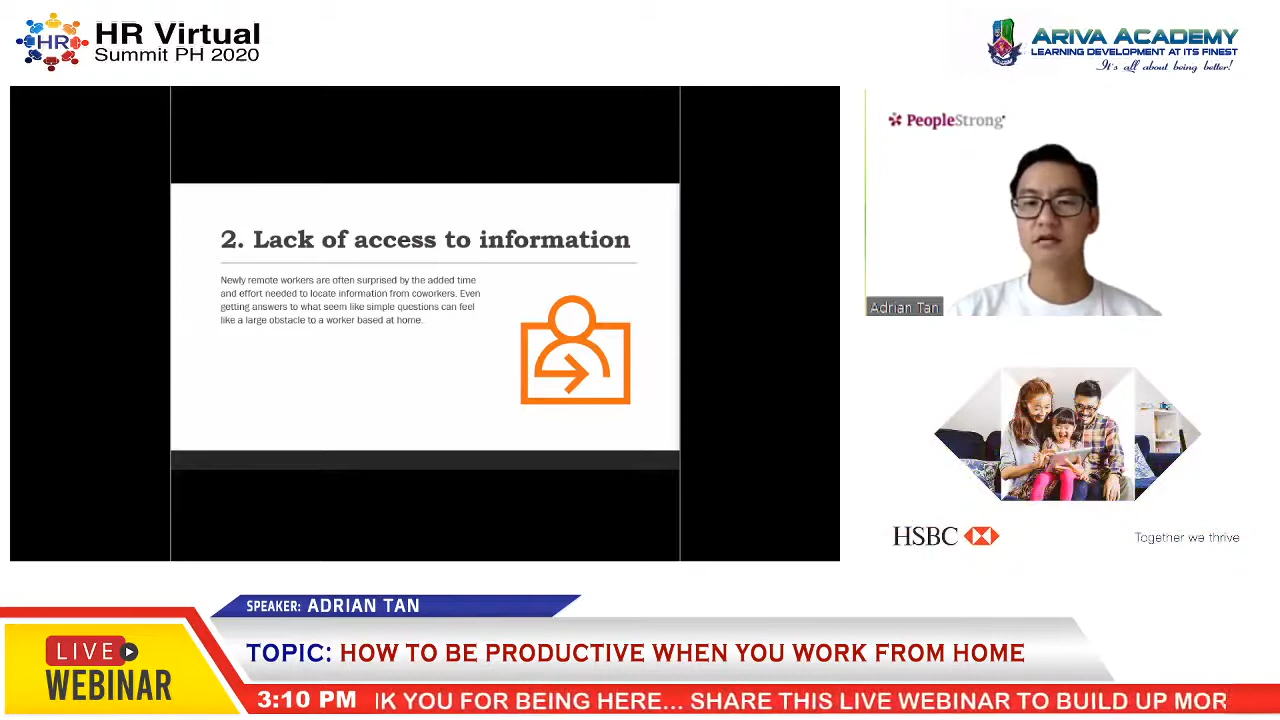 HR Virtual
Summit PH 2020
HR
ARIVA ACADEMY
LEARNING DEVELOPMENT AT ITS FINEST
It's all about being better!
2. Lack of access to information
Newly remote workers are often surprised by the added time
and effort needed to locate information from coworkers. Even
getting answers to what seem like simple questions can feel
like a large obstacle to a worker based at home.
PeopleStrong
Adrian Tan
HSBC
Together we thrive
SPEAKER: ADRIAN TAN
TOPIC: HOW TO BE PRODUCTIVE WHEN YOU WORK FROM HOME
LIVE
WEBINAR
3:10 PM
YOU FOR BEING HERE... SHARE THIS LIVE WEBINAR TO BUILD UP